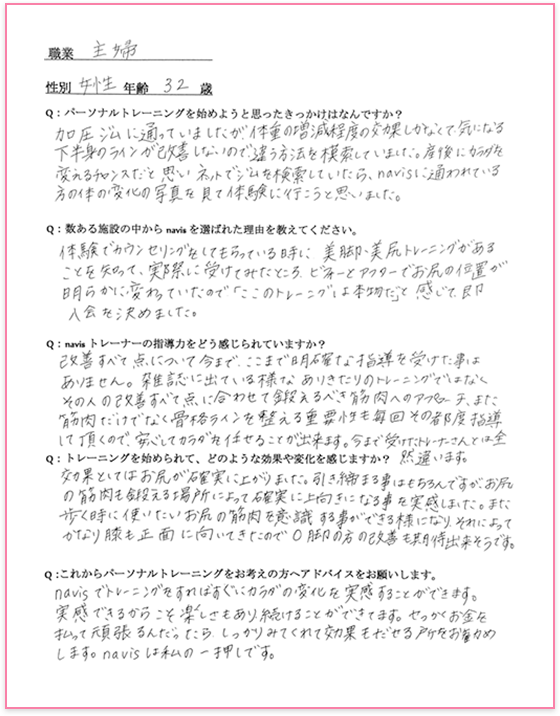 職業 主婦
性別 女性 年齢 32 歳
Q：パーソナルトレーニングを始めようと思ったきっかけはなんですか？
加圧ジムに通っていましたが、体重の増減程度の効果しかなくて、気になる
下半身のラインが改善しないので、違う方法を模索していました。産後にカラダを
変えるチャンスだと思い ネットでジムを検索していたら、navisに通われている
方の体の変化の写真を見て体験に行こうと思いました。
Q：数ある施設の中から navis を選ばれた理由を教えてください。
体験でカウンセリングをしてもらっている時に、美脚・美尻トレーニングがある
ことを知って、実際に受けてみたところ ビフォーとアフターでお尻の位置が
明らかに変わっていたので「ここのトレーニングは本物だ」と 感じて、即
入会を決めました。
Q：navis トレーナーの指導力をどう感じられていますか？
改善すべて点について今まで、ここまで明確な指導を受けた事は
ありません。雑誌に出ている様な ありきたりのトレーニングではなく
その人の改善すべて点に合わせて鍛えるべき筋肉へのアプローチ、また
筋肉だけでなく骨格ラインを整える重要性も毎回その都度指導
して頂くので、安心してカラダを任せることが出来ます。今まで受けたトレーナーさんとは全
然違います。
Q：トレーニングを始められて、どのような効果や変化を感じますか？
効果としてはお尻が確実に上がりました。引き締まる事はもちろんですがお尻
の筋肉も鍛える場所によって確実に上向きになる事を実感しました。また
歩く時に使いたいお尻の筋肉を意識する事ができる様になり、それによって
かなり膝も正面に向いてきたのでO脚の方の改善も期待出来そうです。
Q：これからパーソナルトレーニングをお考えの方へアドバイスをお願いします。
navisでトレーニングをすればすぐにカラダの変化を実感することができます。
実感できるからこそ楽しさもあり、続けることができてます。せっかくお金を
払って頑張るんだったら、しっかりみてくれて効果もだせる所をお勧め
します。navisは私の一押しです。